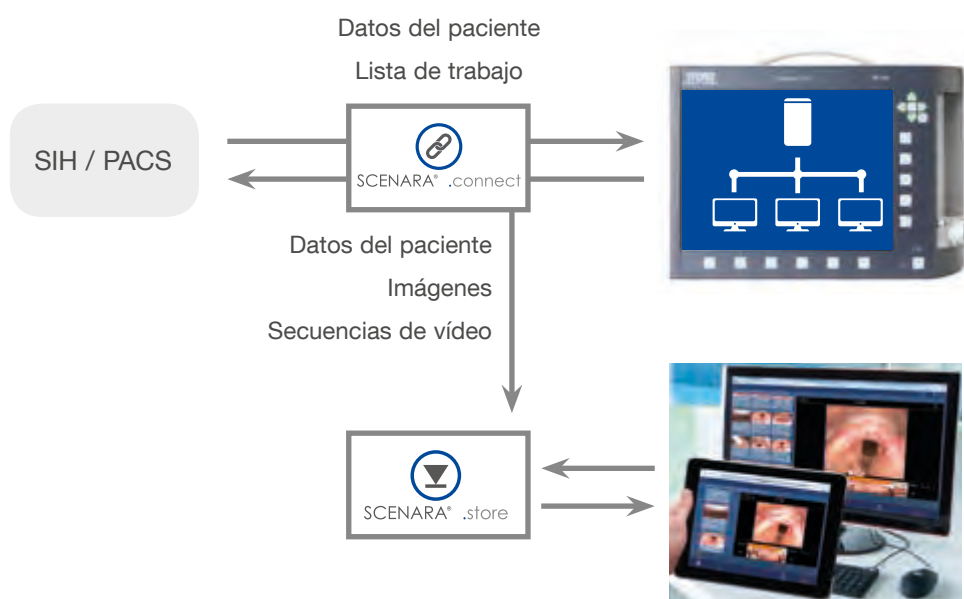 Datos del paciente
Lista de trabajo
SIH / PACS
SCENARA® .connect
STORZ
Datos del paciente
Imágenes
Secuencias de vídeo
SCENARA® .store